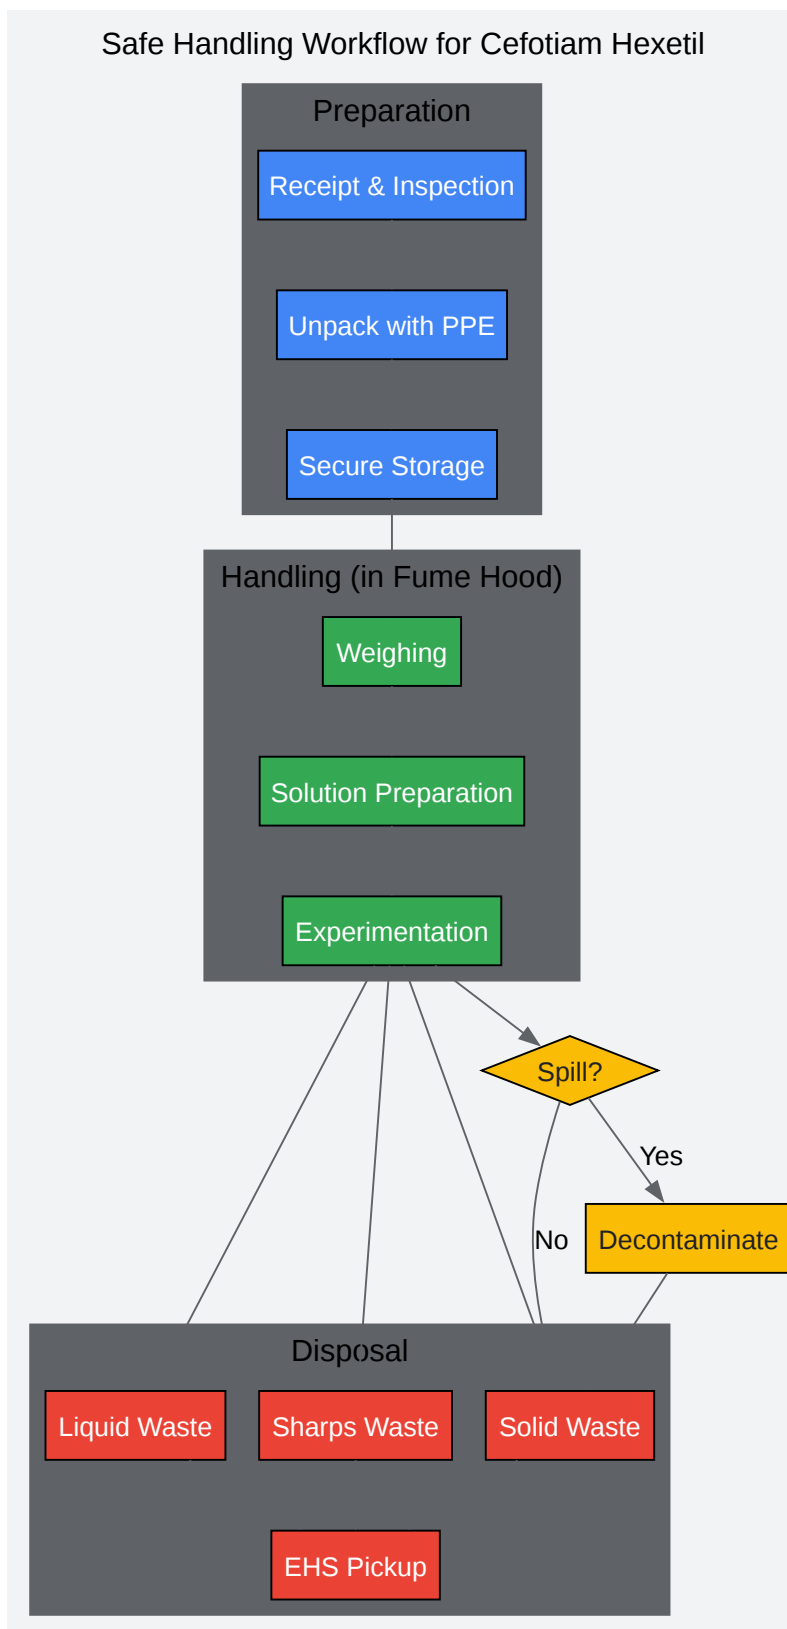 Safe Handling Workflow for Cefotiam Hexetil
Preparation
Receipt & Inspection
Unpack with PPE
Secure Storage
Handling (in Fume Hood)
Weighing
Solution Preparation
Experimentation
Spill?
Yes
No
Decontaminate
Disposal
Liquid Waste
Sharps Waste
Solid Waste
EHS Pickup